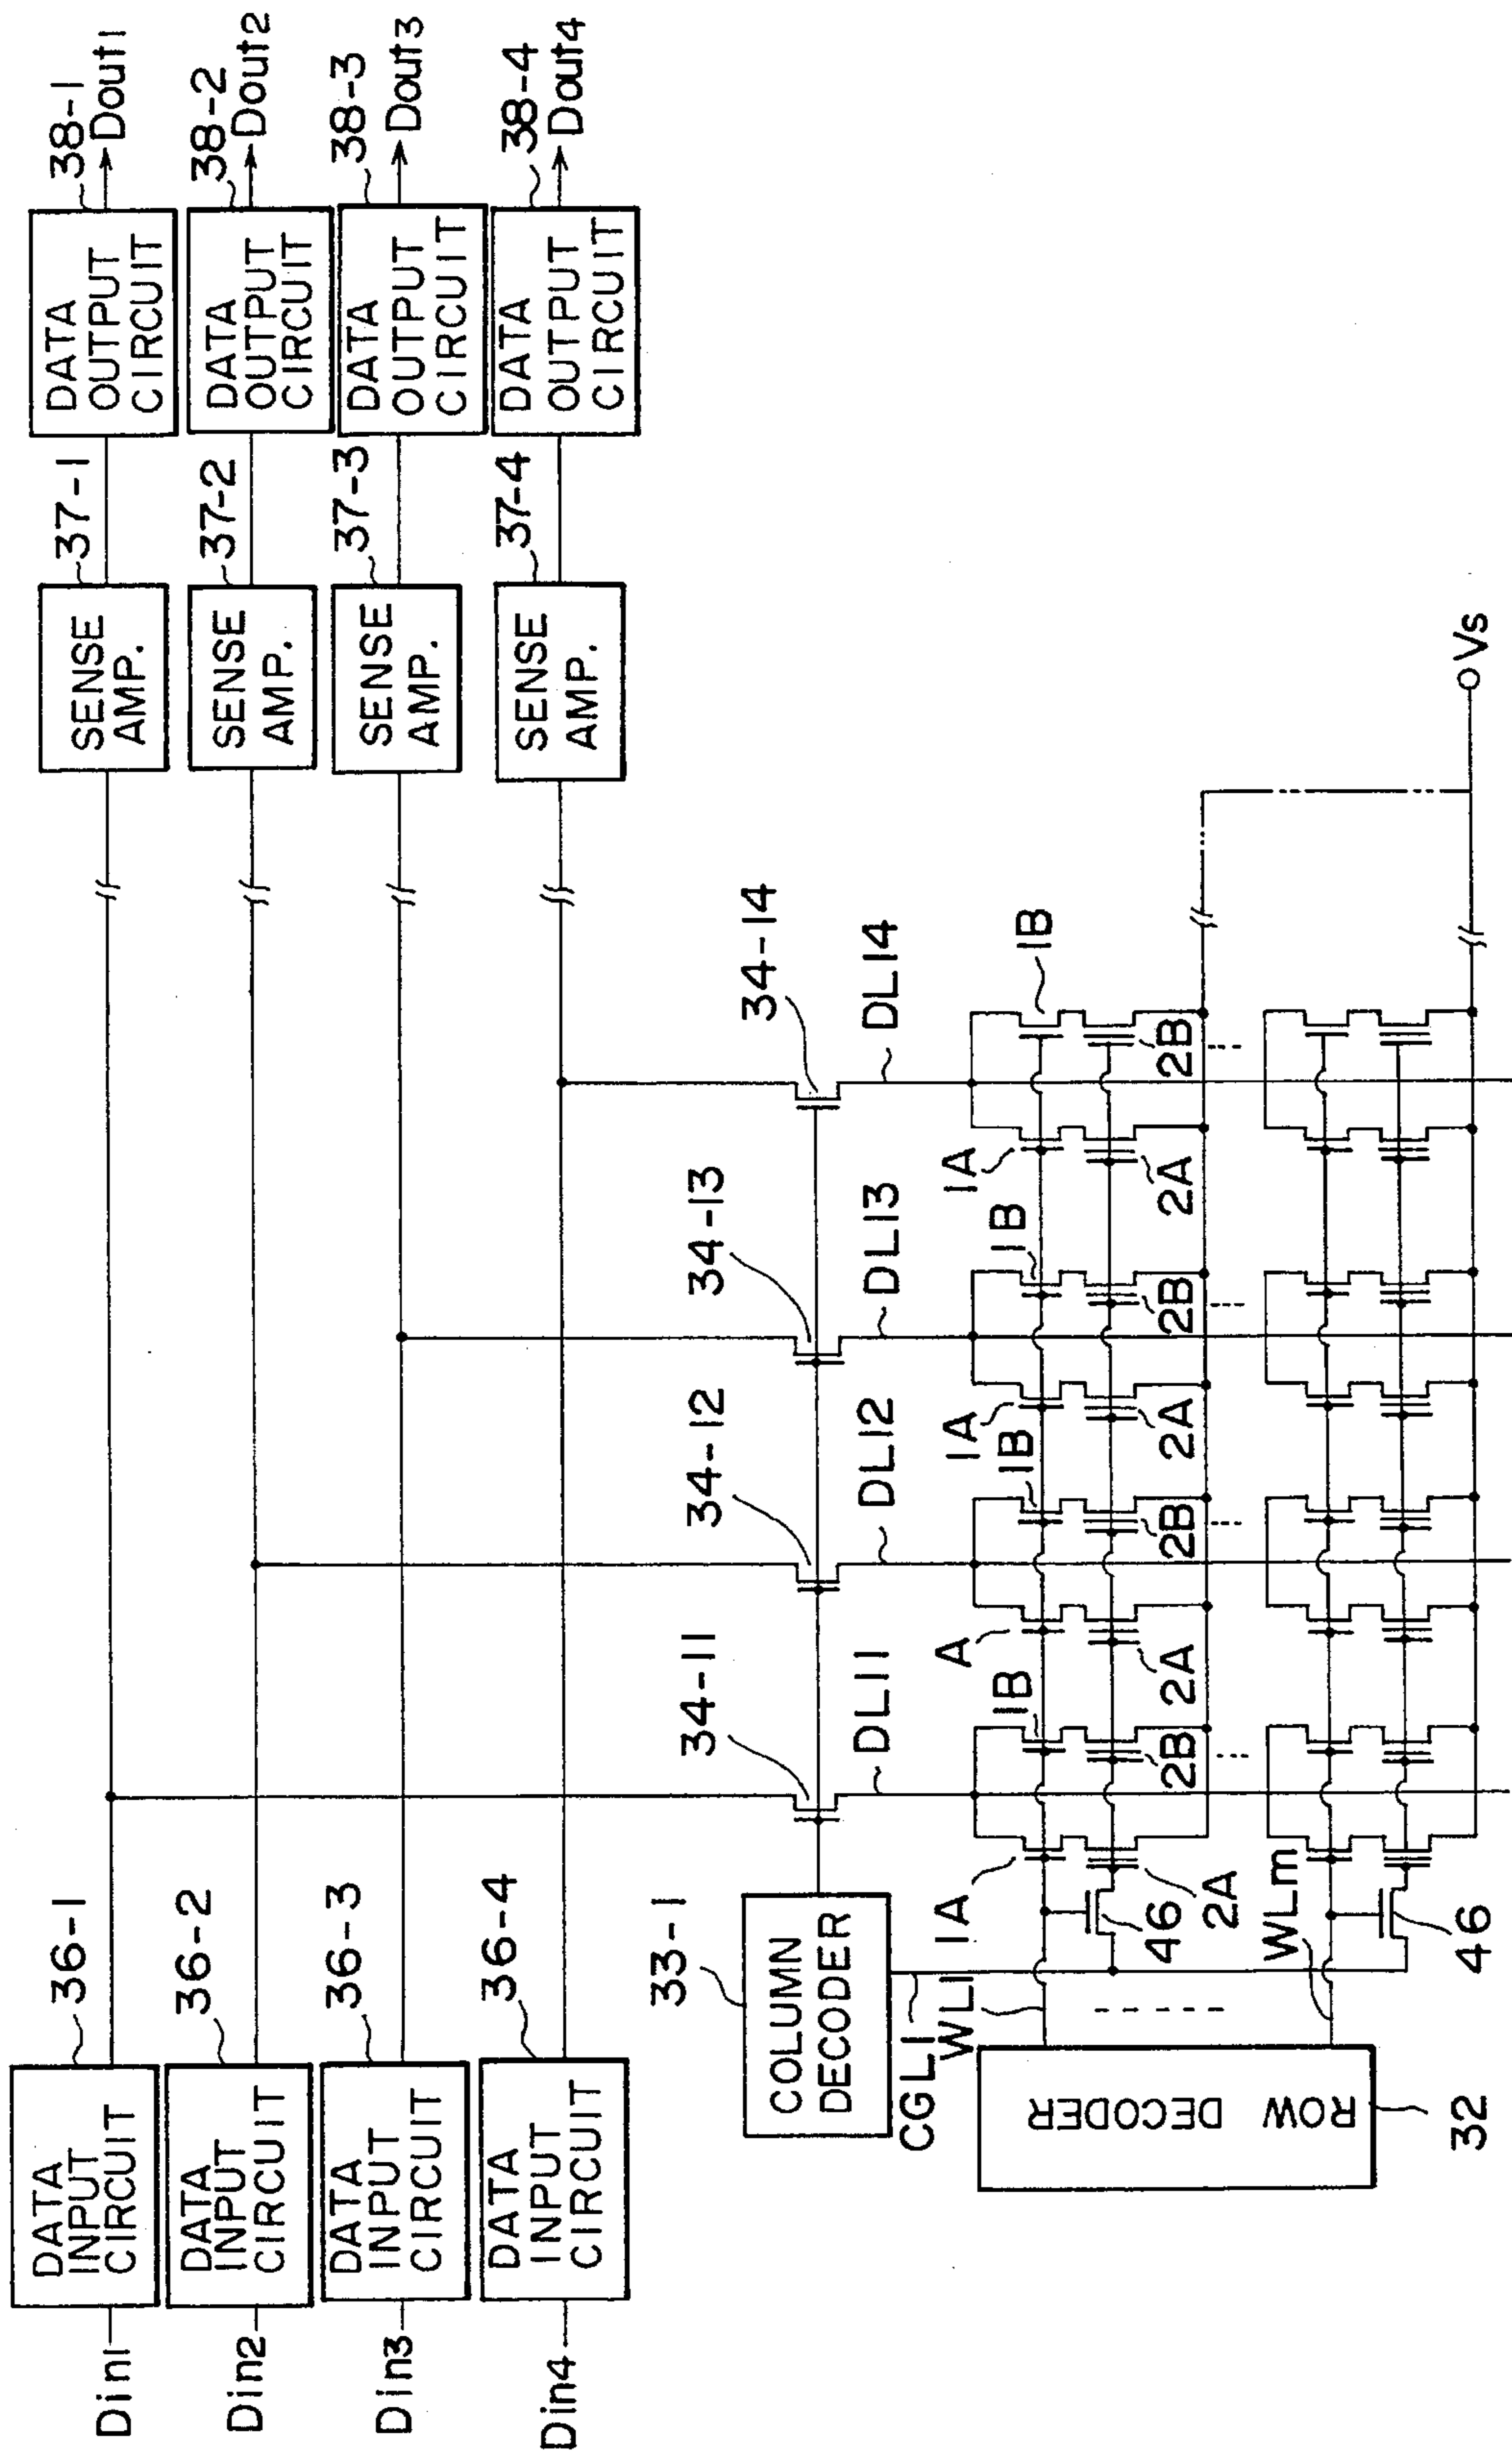 Din1
DATA
INPUT
CIRCUIT
36-1
SENSE
AMP.
37-1
DATA
OUTPUT
CIRCUIT
38-1
Dout1
Din2
DATA
INPUT
CIRCUIT
36-2
SENSE
AMP.
37-2
DATA
OUTPUT
CIRCUIT
38-2
Dout2
Din3
DATA
INPUT
CIRCUIT
36-3
SENSE
AMP.
37-3
DATA
OUTPUT
CIRCUIT
38-3
Dout3
Din4
DATA
INPUT
CIRCUIT
36-4
SENSE
AMP.
37-4
DATA
OUTPUT
CIRCUIT
38-4
Dout4
33-1
COLUMN
DECODER
34-11
34-12
34-13
34-14
DL11
DL12
DL13
DL14
CGL1
WL1
1A
1B
A
1B
1A
1B
1A
1B
46
2A
2B
2A
2B
2A
2B
2A
2B
ROW DECODER
32
WLm
46
Vs